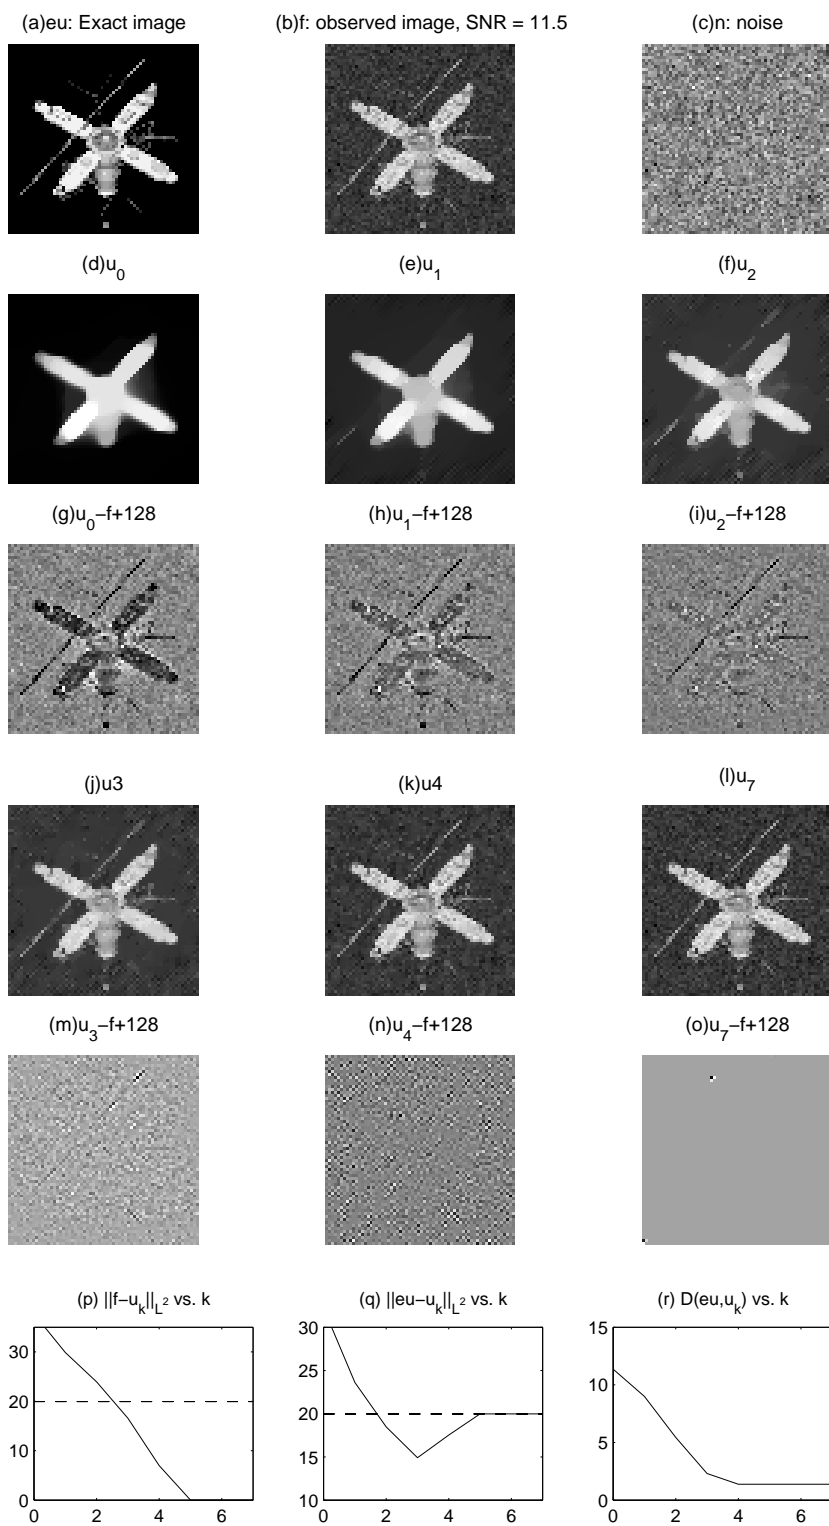 (a)eu: Exact image
(b)f: observed image, SNR = 11.5
(c)n: noise
(d)u0
(e)u1
(f)u2
(g)u0−f+128
(h)u1−f+128
(i)u2−f+128
(j)u3
(k)u4
(l)u7
(m)u3−f+128
(n)u4−f+128
(o)u7−f+128
(p) ||f−uk||L² vs. k
(q) ||eu−uk||L² vs. k
(r) D(eu,uk) vs. k
30
20
10
0
0 2 4 6
30
25
20
15
10
0 2 4 6
15
10
5
0
0 2 4 6